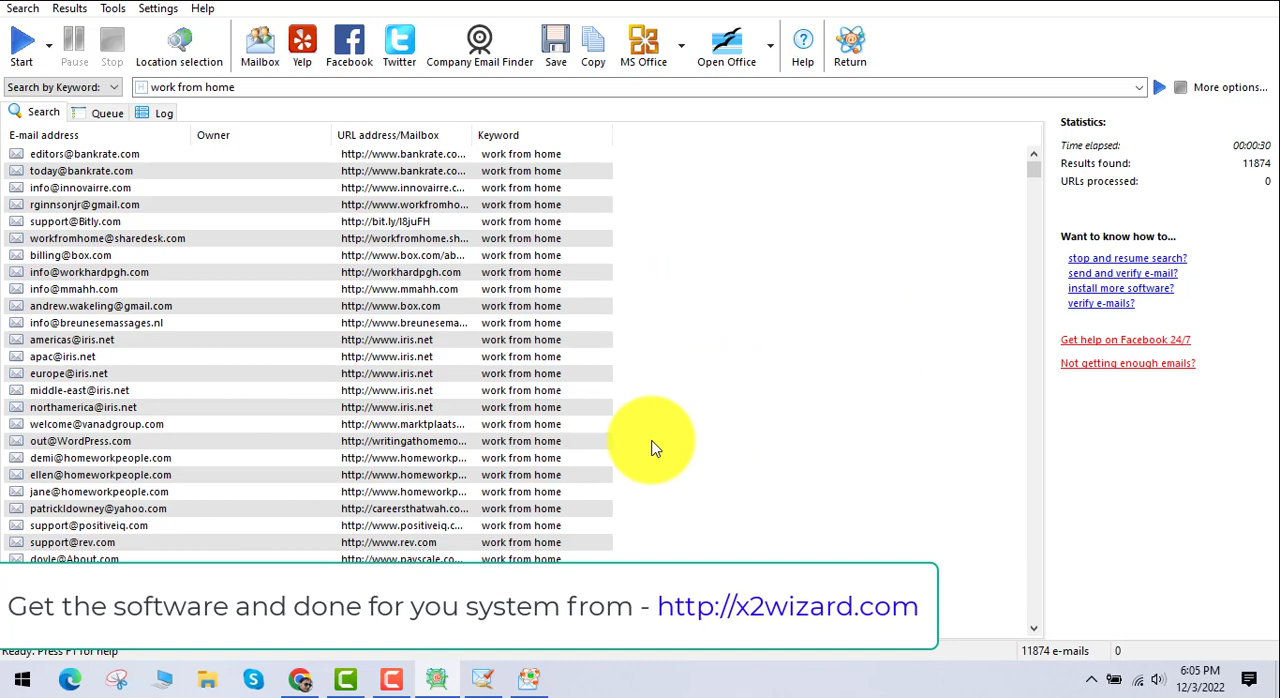 Search Results Tools Settings Help
Start Pause Stop Location selection Mailbox Yelp Facebook Twitter Company Email Finder Save Copy MS Office Open Office Help Return
Search by Keyword: work from home More options...
Search Queue Log
E-mail address Owner URL address/Mailbox Keyword
editors@bankrate.com http://www.bankrate.co... work from home
today@bankrate.com http://www.bankrate.co... work from home
info@innovairre.com http://www.innovairre.c... work from home
rginnsonjr@gmail.com http://www.workfromho... work from home
support@Bitly.com http://bit.ly/I8juFH work from home
workfromhome@sharedesk.com http://workfromhome.sh... work from home
billing@box.com http://www.box.com/ab... work from home
info@workhardpgh.com http://workhardpgh.com work from home
info@mmahh.com http://www.mmahh.com work from home
andrew.wakeling@gmail.com http://www.box.com work from home
info@breunesemassages.nl http://www.breunesema... work from home
americas@iris.net http://www.iris.net work from home
apac@iris.net http://www.iris.net work from home
europe@iris.net http://www.iris.net work from home
middle-east@iris.net http://www.iris.net work from home
northamerica@iris.net http://www.iris.net work from home
welcome@vanadgroup.com http://www.marktplaats... work from home
out@WordPress.com http://writingathomemo... work from home
demi@homeworkpeople.com http://www.homeworkp... work from home
ellen@homeworkpeople.com http://www.homeworkp... work from home
jane@homeworkpeople.com http://www.homeworkp... work from home
patrickldowney@yahoo.com http://careersthatwah.co... work from home
support@positiveiq.com http://www.positiveiq.c... work from home
support@rev.com http://www.rev.com work from home
doyle@About.com http://www.payscale.co... work from home
Statistics:
Time elapsed: 00:00:30
Results found: 11874
URLs processed: 0
Want to know how to...
stop and resume search?
send and verify e-mail?
install more software?
verify e-mails?
Get help on Facebook 24/7
Not getting enough emails?
Get the software and done for you system from - http://x2wizard.com
Ready. Press F1 for help 11874 e-mails 0
6:05 PM
12/3/2022